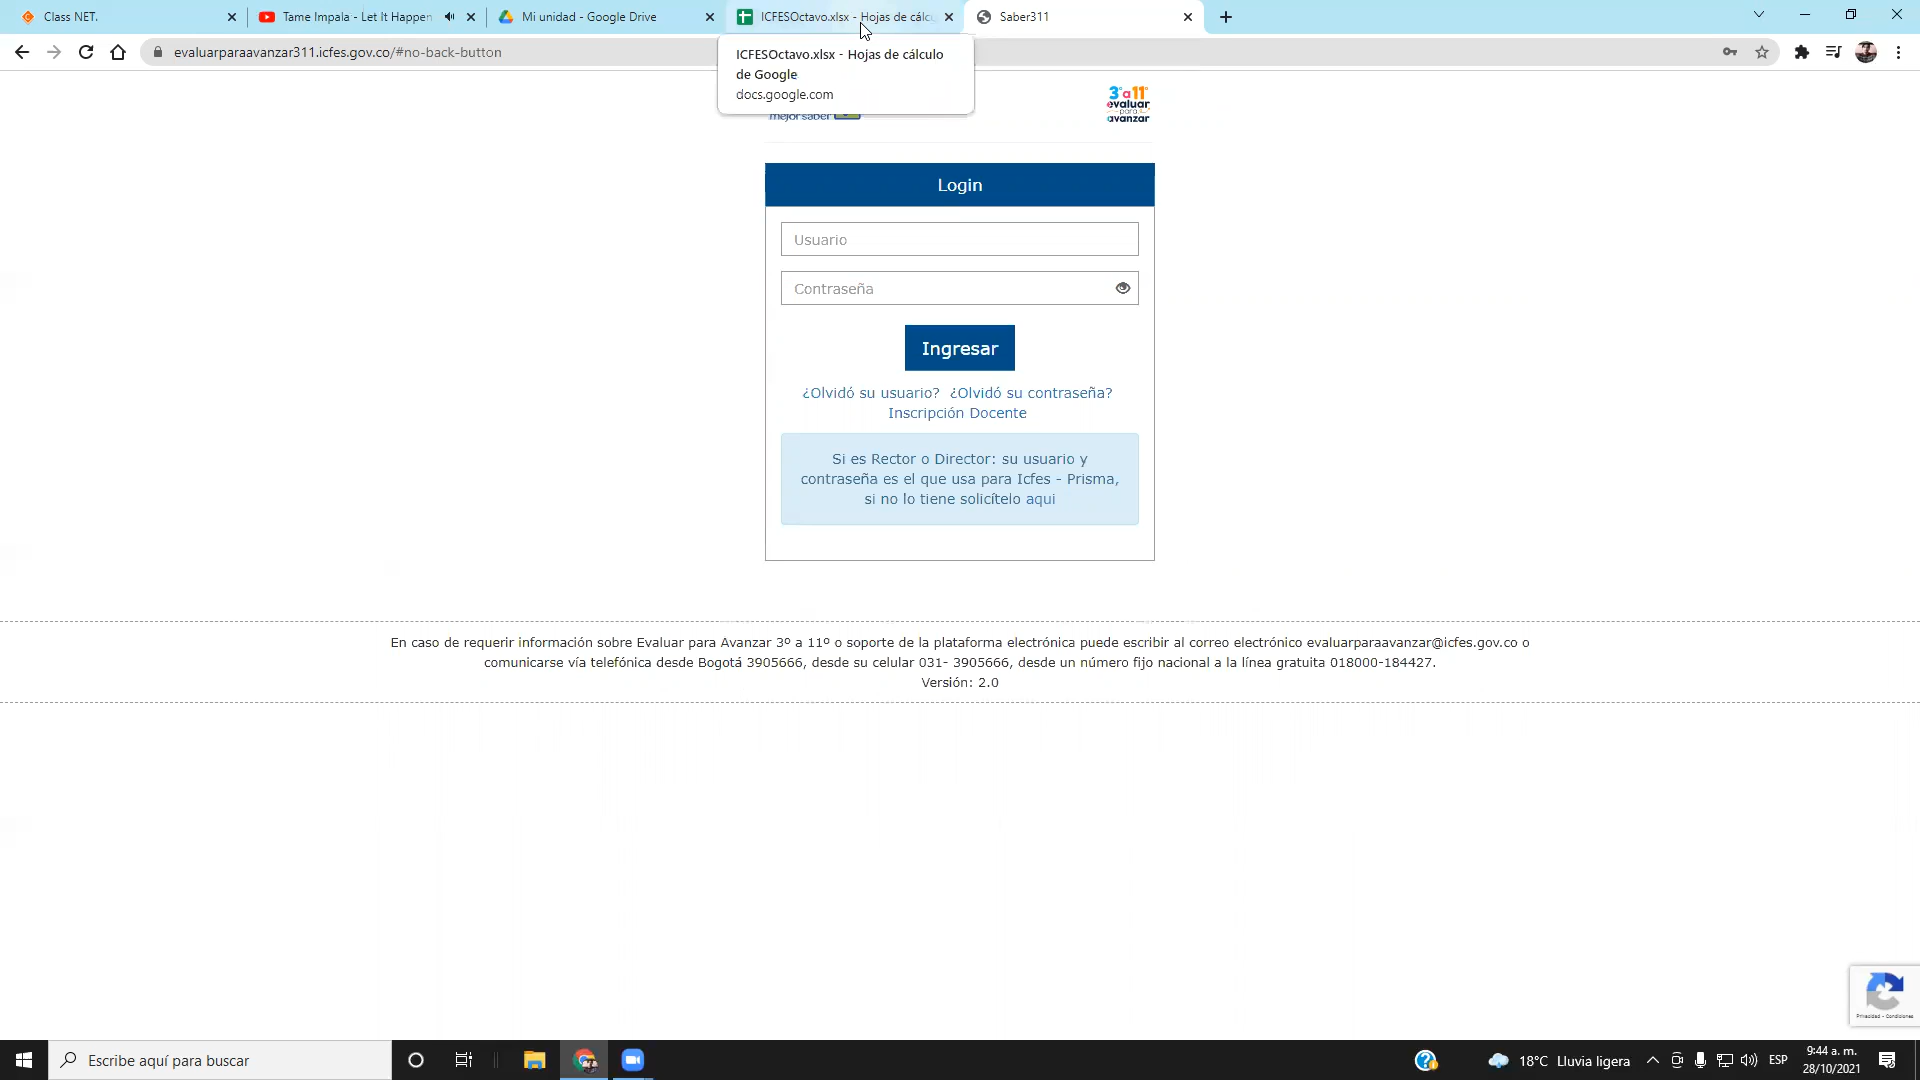 Class NET.
Tame Impala - Let It Happen
Mi unidad - Google Drive
ICFESOctavo.xlsx - Hojas de cálcu
Saber311
evaluarparaavanzar311.icfes.gov.co/#no-back-button
ICFESOctavo.xlsx - Hojas de cálculo
de Google
docs.google.com
mejor saber
3°a11°
evaluar
para
avanzar
Login
Usuario
Contraseña
Ingresar
¿Olvidó su usuario? ¿Olvidó su contraseña?
Inscripción Docente
Si es Rector o Director: su usuario y
contraseña es el que usa para Icfes - Prisma,
si no lo tiene solicítelo aqui
En caso de requerir información sobre Evaluar para Avanzar 3º a 11º o soporte de la plataforma electrónica puede escribir al correo electrónico evaluarparaavanzar@icfes.gov.co o
comunicarse vía telefónica desde Bogotá 3905666, desde su celular 031- 3905666, desde un número fijo nacional a la línea gratuita 018000-184427.
Versión: 2.0
Privacidad - Condiciones
Escribe aquí para buscar
18°C Lluvia ligera
ESP
9:44 a. m.
28/10/2021